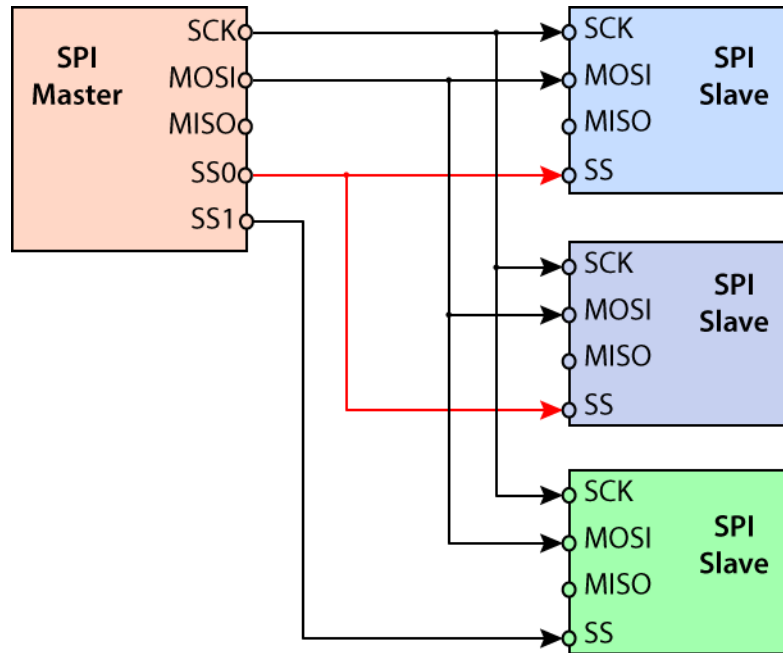 SPI
Master
SCK
MOSI
MISO
SS0
SS1
SCK
MOSI
MISO
SS
SPI
Slave
SCK
MOSI
MISO
SS
SPI
Slave
SCK
MOSI
MISO
SS
SPI
Slave